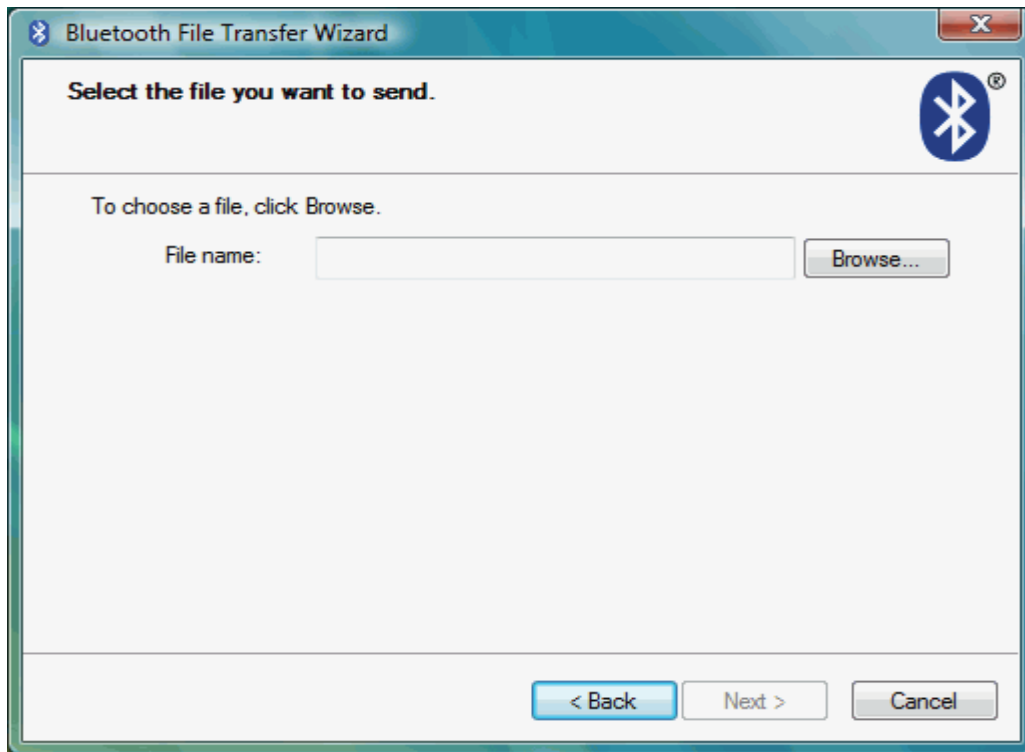 Bluetooth File Transfer Wizard
X
Select the file you want to send.
®
To choose a file, click Browse.
File name:
Browse...
< Back
Next >
Cancel